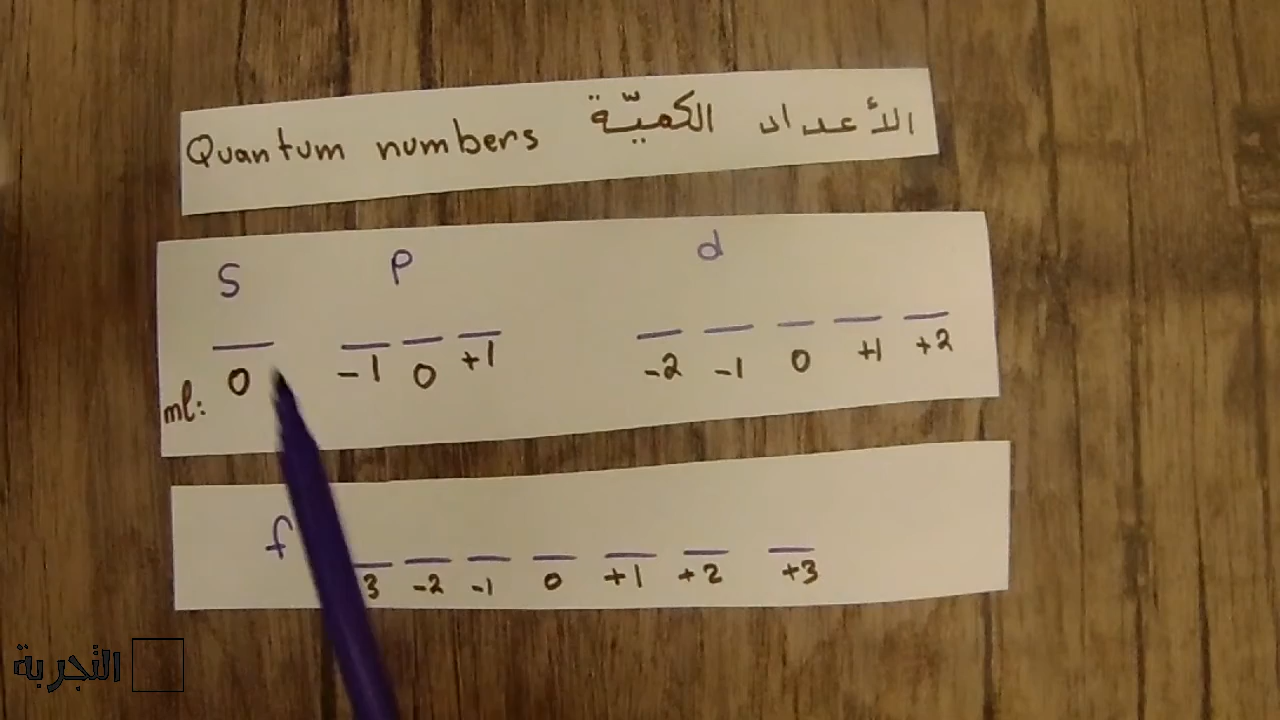 Quantum numbers الأعداد الكميّة
S p d
ml: 0 -1 0 +1 -2 -1 0 +1 +2
f
3 -2 -1 0 +1 +2 +3
التجربة